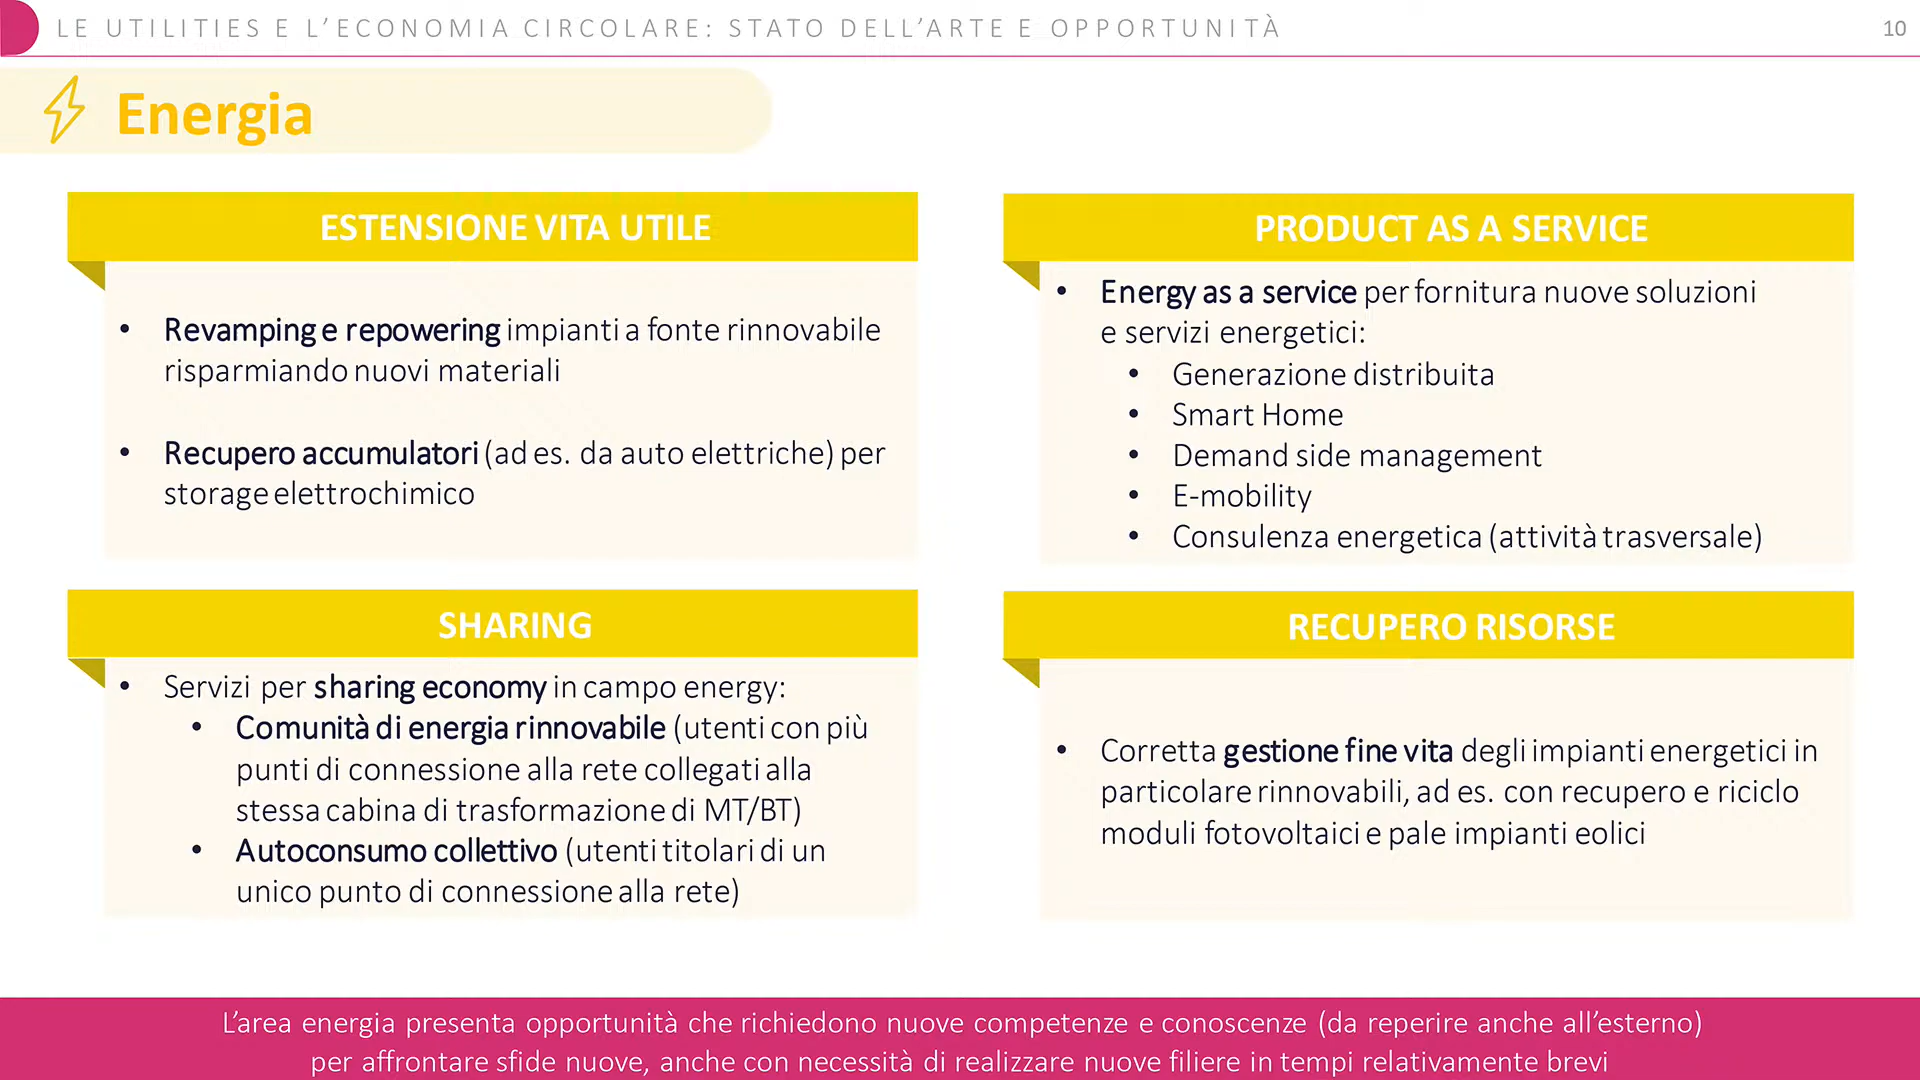 LE UTILITIES E L’ECONOMIA CIRCOLARE: STATO DELL’ARTE E OPPORTUNITÀ
10
Energia
ESTENSIONE VITA UTILE
• Revamping e repowering impianti a fonte rinnovabile
risparmiando nuovi materiali
• Recupero accumulatori (ad es. da auto elettriche) per
storage elettrochimico
PRODUCT AS A SERVICE
• Energy as a service per fornitura nuove soluzioni
e servizi energetici:
• Generazione distribuita
• Smart Home
• Demand side management
• E-mobility
• Consulenza energetica (attività trasversale)
SHARING
• Servizi per sharing economy in campo energy:
• Comunità di energia rinnovabile (utenti con più
punti di connessione alla rete collegati alla
stessa cabina di trasformazione di MT/BT)
• Autoconsumo collettivo (utenti titolari di un
unico punto di connessione alla rete)
RECUPERO RISORSE
• Corretta gestione fine vita degli impianti energetici in
particolare rinnovabili, ad es. con recupero e riciclo
moduli fotovoltaici e pale impianti eolici
L’area energia presenta opportunità che richiedono nuove competenze e conoscenze (da reperire anche all’esterno)
per affrontare sfide nuove, anche con necessità di realizzare nuove filiere in tempi relativamente brevi